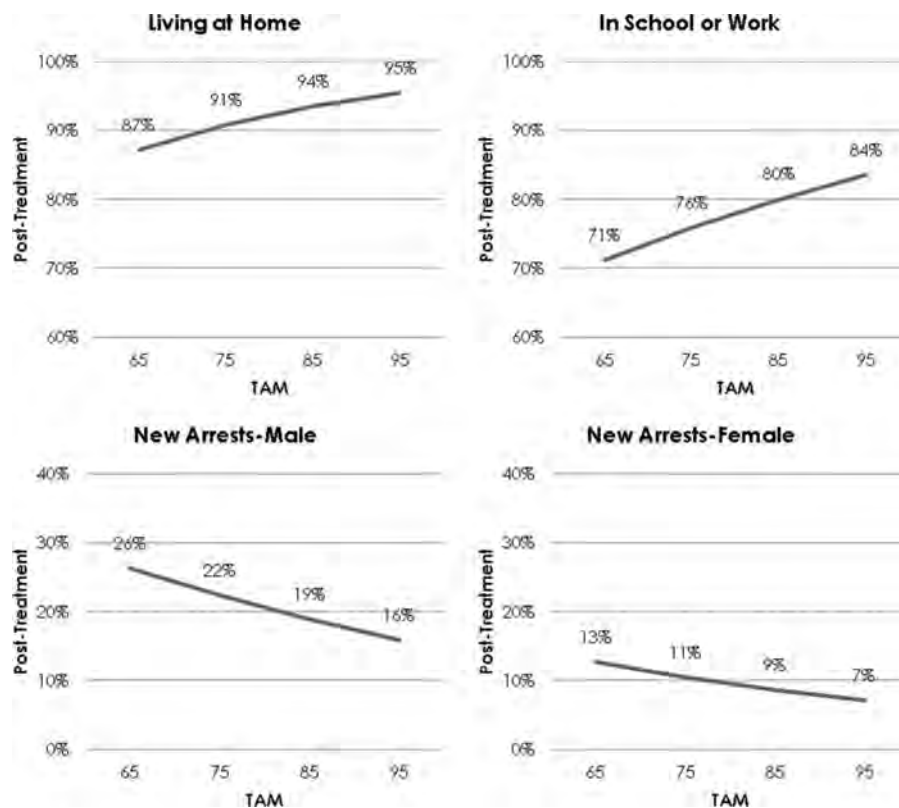 Living at Home
100%
90%
80%
70%
60%
87%
91%
94%
95%
Post-Treatment
65 75 85 95
TAM
In School or Work
100%
90%
80%
70%
60%
71%
76%
80%
84%
Post-Treatment
65 75 85 95
TAM
New Arrests-Male
40%
30%
20%
10%
0%
26%
22%
19%
16%
Post-Treatment
65 75 85 95
TAM
New Arrests-Female
40%
30%
20%
10%
0%
13%
11%
9%
7%
Post-Treatment
65 75 85 95
TAM